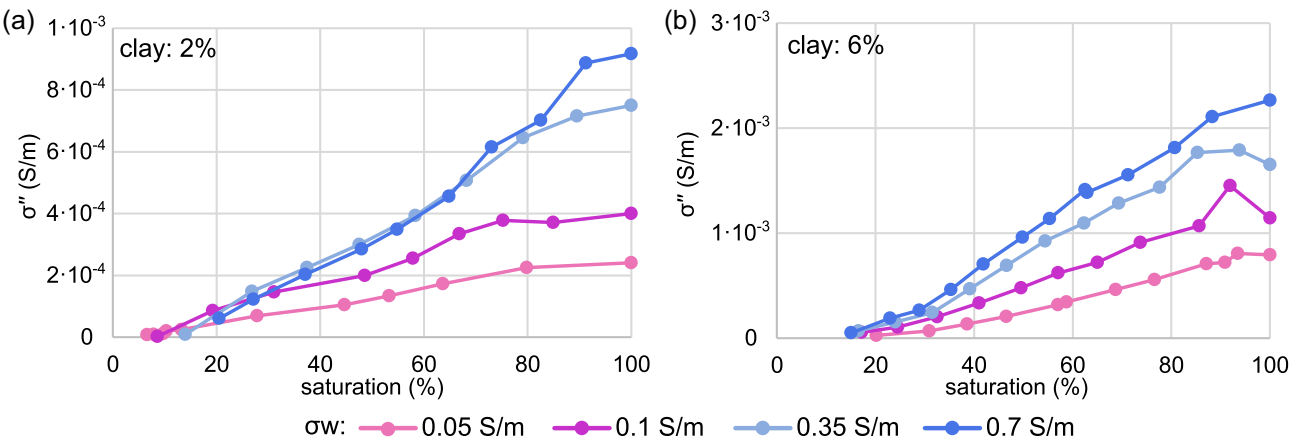 (a)
clay: 2%
1·10⁻³
8·10⁻⁴
6·10⁻⁴
4·10⁻⁴
2·10⁻⁴
0
σ″ (S/m)
0 20 40 60 80 100
saturation (%)
(b)
clay: 6%
3·10⁻³
2·10⁻³
1·10⁻³
0
σ″ (S/m)
0 20 40 60 80 100
saturation (%)
σw: 0.05 S/m 0.1 S/m 0.35 S/m 0.7 S/m